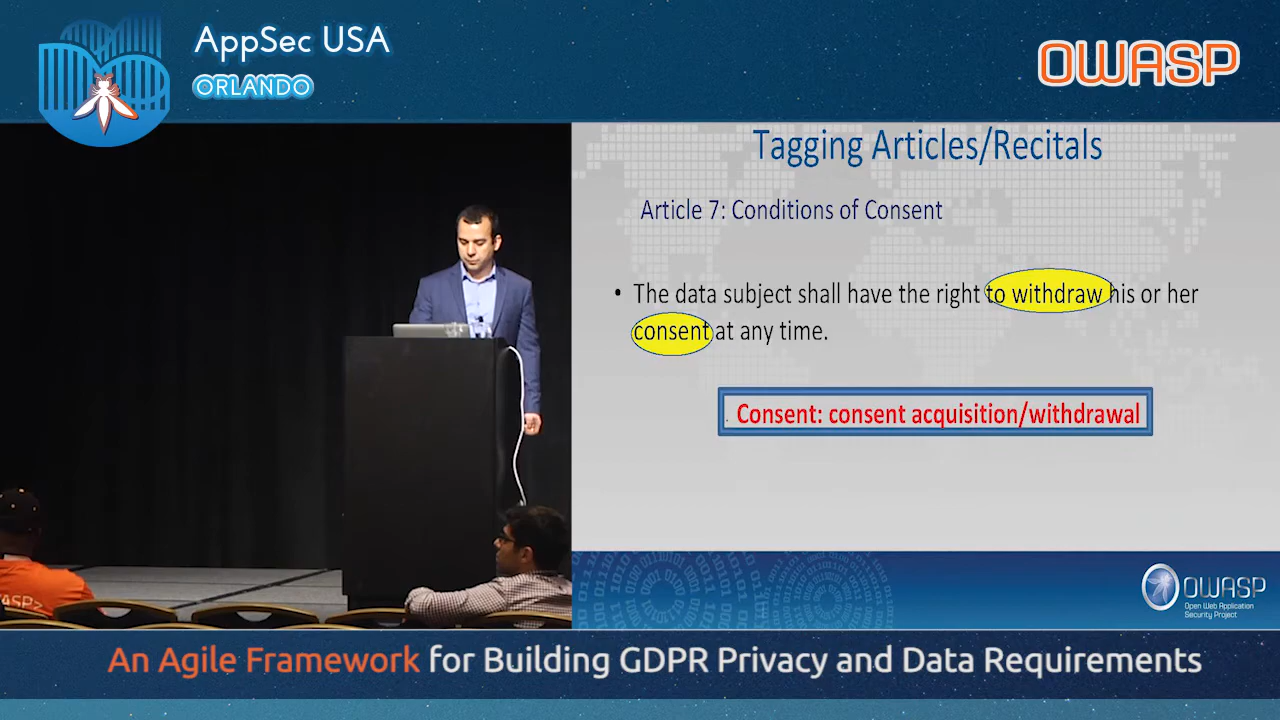 AppSec USA
ORLANDO
OWASP
Tagging Articles/Recitals
Article 7: Conditions of Consent
• The data subject shall have the right to withdraw his or her
consent at any time.
Consent: consent acquisition/withdrawal
OWASP
Open Web Application
Security Project
An Agile Framework for Building GDPR Privacy and Data Requirements